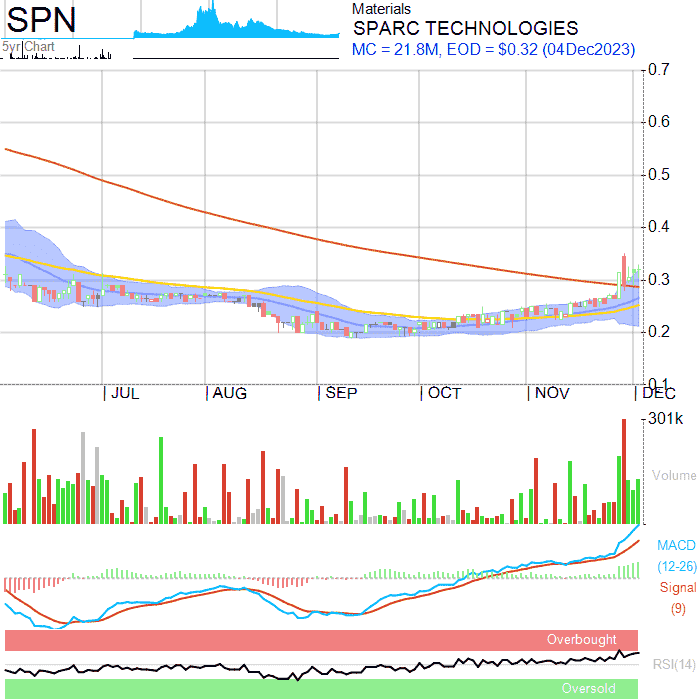 SPN
5yr Chart
Materials
SPARC TECHNOLOGIES
MC = 21.8M, EOD = $0.32 (04Dec2023)
0.7
0.6
0.5
0.4
0.3
0.2
0.1
JUL AUG SEP OCT NOV DEC
301k
Volume
MACD
(12-26)
Signal
(9)
Overbought
RSI(14)
Oversold